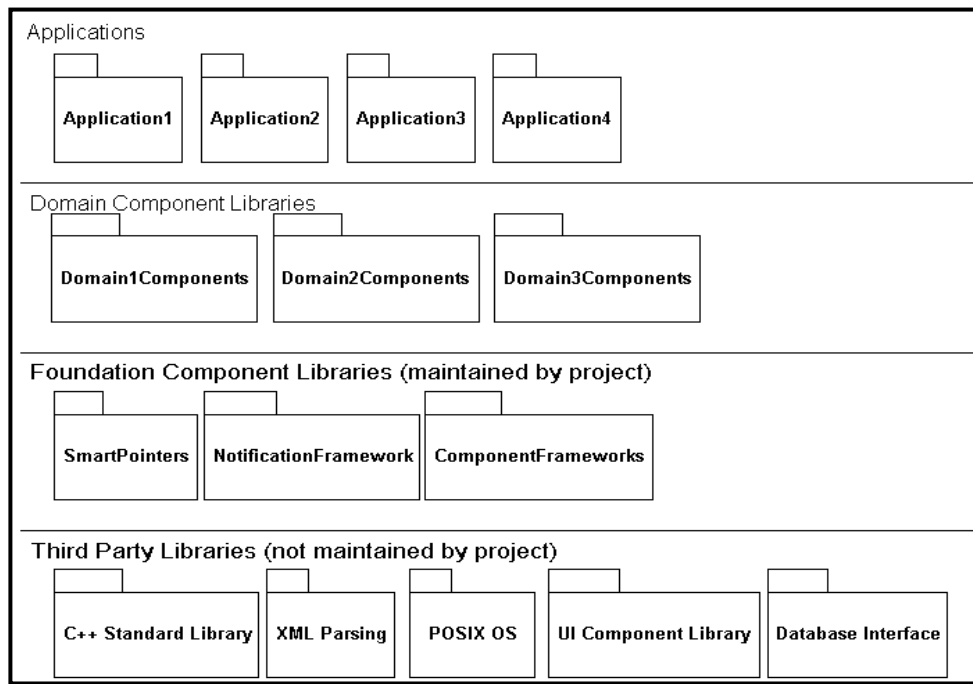 Applications
Application1 Application2 Application3 Application4
Domain Component Libraries
Domain1Components Domain2Components Domain3Components
Foundation Component Libraries (maintained by project)
SmartPointers NotificationFramework ComponentFrameworks
Third Party Libraries (not maintained by project)
C++ Standard Library XML Parsing POSIX OS UI Component Library Database Interface